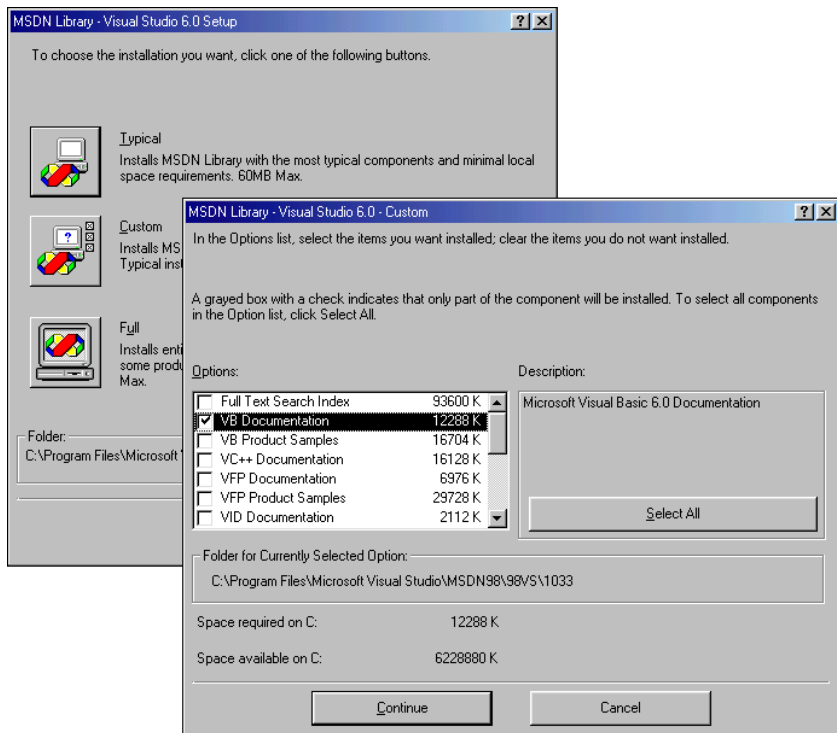 MSDN Library - Visual Studio 6.0 Setup
To choose the installation you want, click one of the following buttons.
Typical
Installs MSDN Library with the most typical components and minimal local
space requirements. 60MB Max.
Custom
Installs MS
Typical inst
Full
Installs enti
some produ
Max.
Folder:
C:\Program Files\Microsoft
MSDN Library - Visual Studio 6.0 - Custom
In the Options list, select the items you want installed; clear the items you do not want installed.
A grayed box with a check indicates that only part of the component will be installed. To select all components
in the Option list, click Select All.
Options:
Full Text Search Index 93600 K
VB Documentation 12288 K
VB Product Samples 16704 K
VC++ Documentation 16128 K
VFP Documentation 6976 K
VFP Product Samples 29728 K
VID Documentation 2112 K
Description:
Microsoft Visual Basic 6.0 Documentation
Select All
Folder for Currently Selected Option:
C:\Program Files\Microsoft Visual Studio\MSDN98\98VS\1033
Space required on C: 12288 K
Space available on C: 6228880 K
Continue Cancel